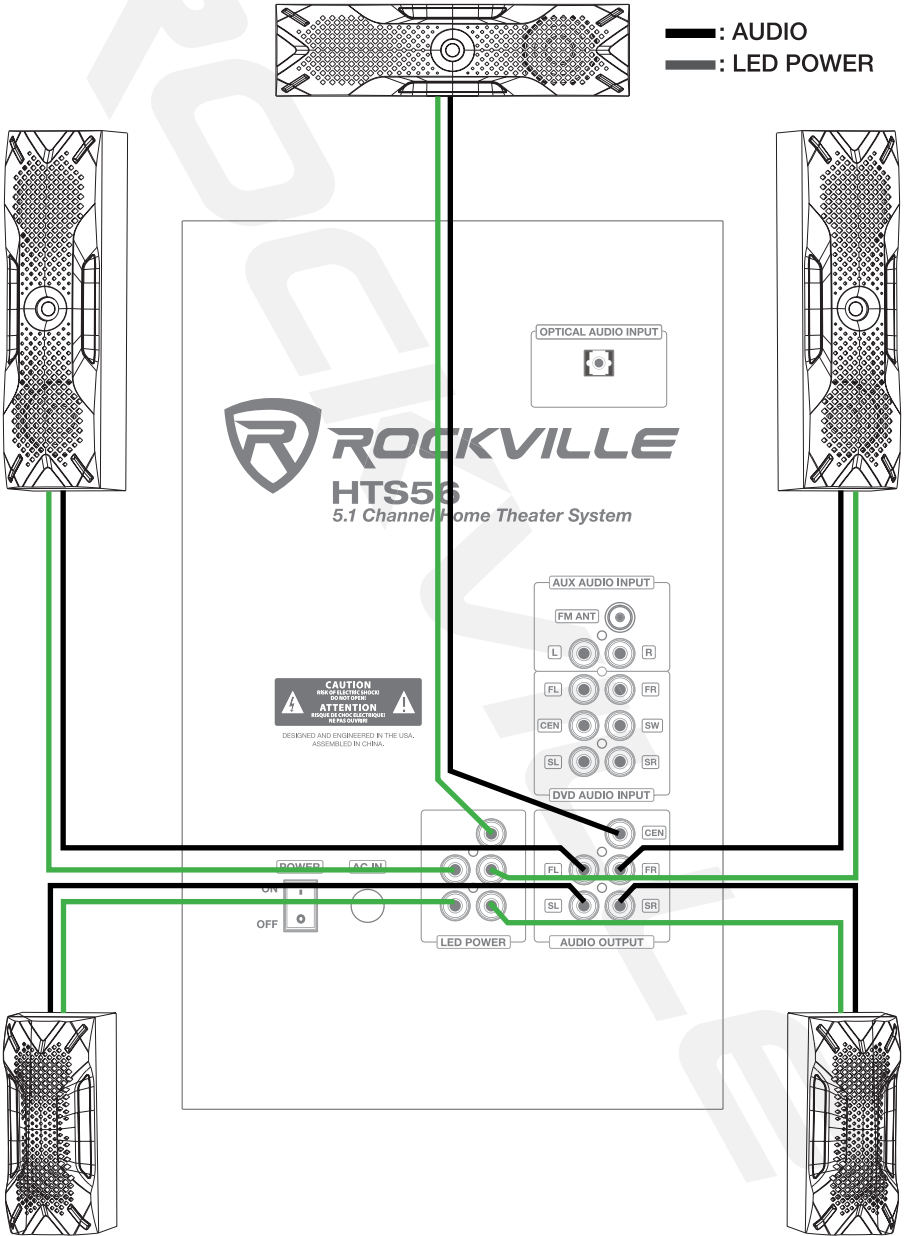 : AUDIO
: LED POWER
OPTICAL AUDIO INPUT
R ROCKVILLE
HTS56
5.1 Channel Home Theater System
AUX AUDIO INPUT
FM ANT
L R
FL FR
CEN SW
SL SR
DVD AUDIO INPUT
CAUTION
RISK OF ELECTRIC SHOCK!
DO NOT OPEN!
ATTENTION
RISQUE DE CHOC ELECTRIQUE!
NE PAS OUVRIR!
DESIGNED AND ENGINEERED IN THE USA.
ASSEMBLED IN CHINA.
CEN
FL FR
SL SR
POWER
AC IN
ON
OFF
LED POWER
AUDIO OUTPUT
ROCKVILLE